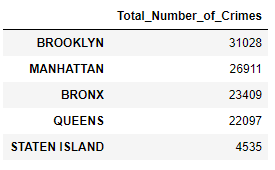 Total_Number_of_Crimes
BROOKLYN 31028
MANHATTAN 26911
BRONX 23409
QUEENS 22097
STATEN ISLAND 4535